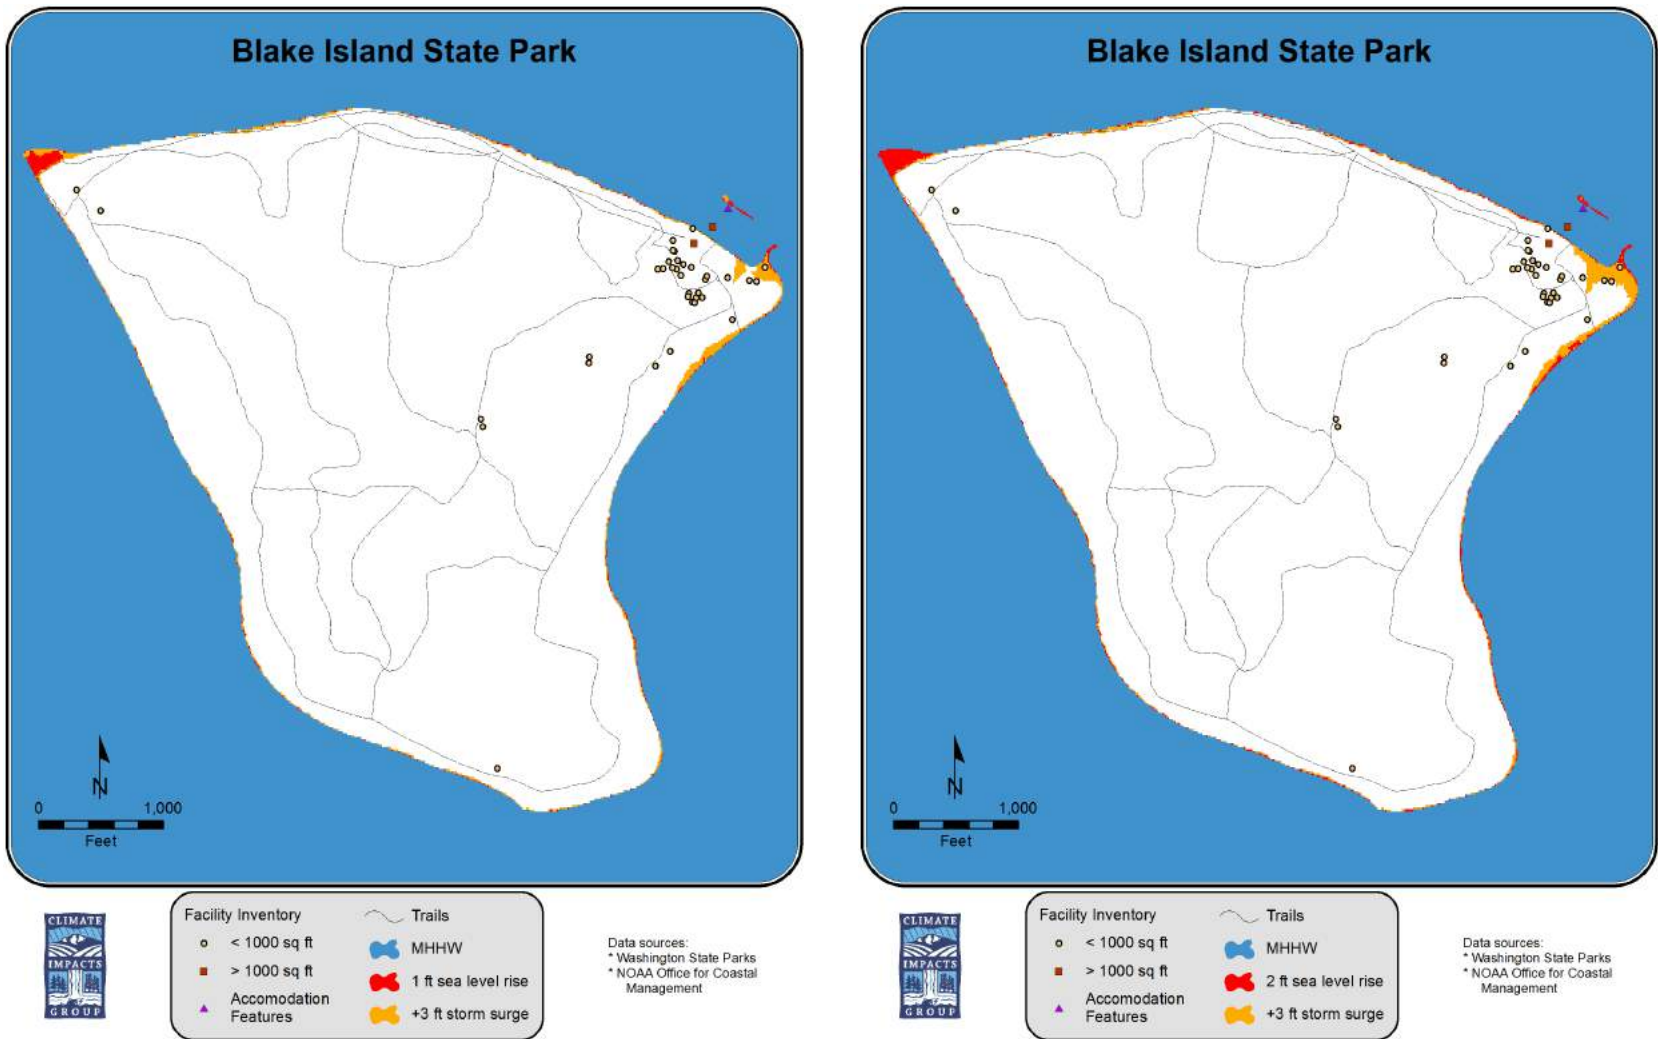 Blake Island State Park
N
0 1,000
Feet
CLIMATE
IMPACTS
GROUP
Facility Inventory
< 1000 sq ft
> 1000 sq ft
Accomodation
Features
Trails
MHHW
1 ft sea level rise
+3 ft storm surge
Data sources:
* Washington State Parks
* NOAA Office for Coastal
Management
Blake Island State Park
N
0 1,000
Feet
CLIMATE
IMPACTS
GROUP
Facility Inventory
< 1000 sq ft
> 1000 sq ft
Accomodation
Features
Trails
MHHW
2 ft sea level rise
+3 ft storm surge
Data sources:
* Washington State Parks
* NOAA Office for Coastal
Management